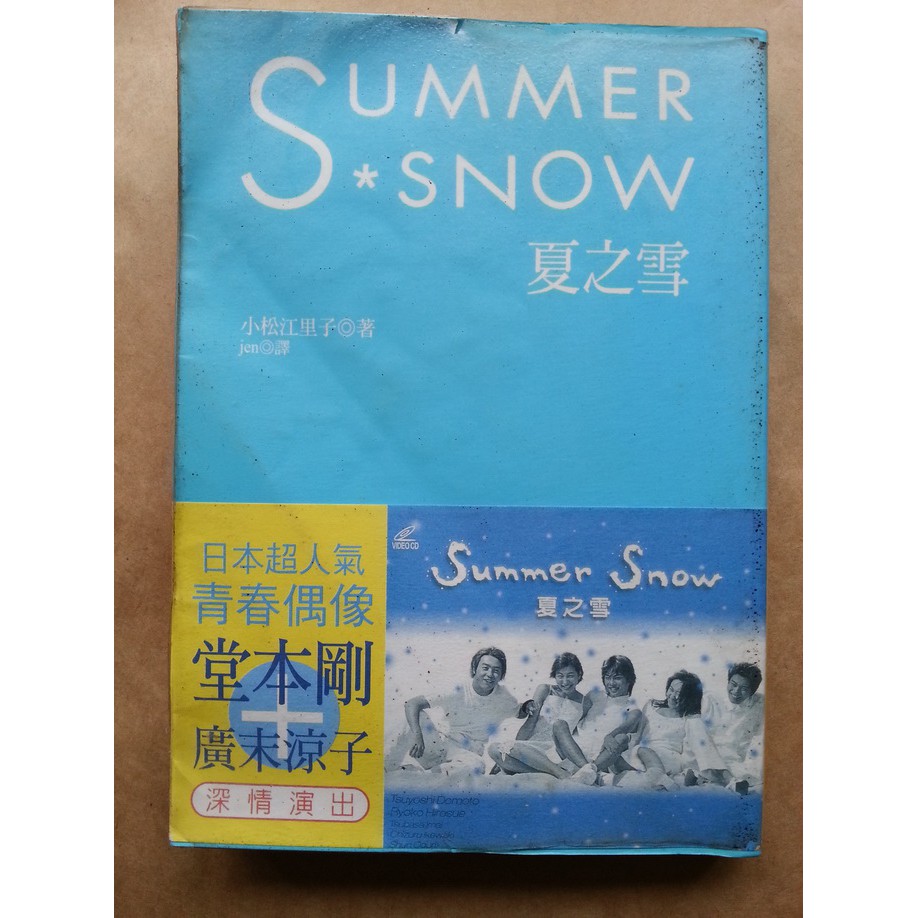 SUMMER
*SNOW
夏之雪
小松江里子◎著
jen◎譯
日本超人氣
青春偶像
堂本剛
+
廣末涼子
深情演出
VIDEO CD
Summer Snow
夏之雪
Tsuyoshi Domoto
Ryoko Hirosue